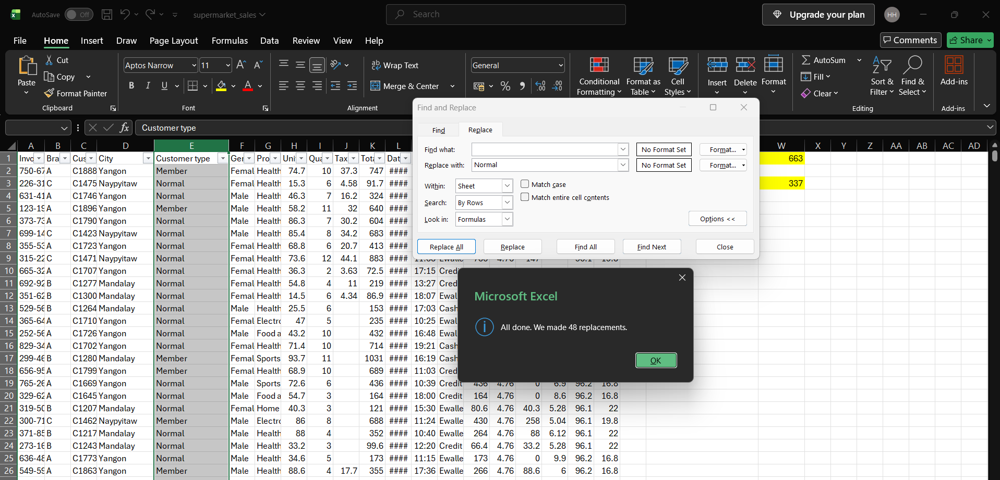 AutoSave Off supermarket_sales Search Upgrade your plan HH
File Home Insert Draw Page Layout Formulas Data Review View Help Comments Share
Paste Cut Copy Format Painter Clipboard
Aptos Narrow 11 B I U A Font
Wrap Text Merge & Center Alignment
General %
Conditional Formatting Format as Table Cell Styles
Insert Delete Format
AutoSum Fill Clear Sort & Filter Find & Select Editing
Add-ins Add-ins
fx Customer type
Find and Replace
Find Replace
Find what: No Format Set Format...
Replace with: Normal No Format Set Format...
Within: Sheet Match case
Match entire cell contents
Search: By Rows
Look in: Formulas Options <<
Replace All Replace Find All Find Next Close
Microsoft Excel
All done. We made 48 replacements.
OK
A B C D E F G H I J K L W X Y Z AA AB AC AD
1 Invo Bra Cus City Customer type Ger Pro Uni Qua Tax Tota Dat 663
2 750-67 A C1888 Yangon Member Femal Health 74.7 10 37.3 747 ####
3 226-31 C C1475 Naypyitaw Normal Femal Health 15.3 6 4.58 91.7 #### 337
4 631-41 A C1746 Yangon Normal Male Health 46.3 7 16.2 324 ####
5 123-19 A C1896 Yangon Member Male Health 58.2 11 32 640 ####
6 373-73 A C1790 Yangon Normal Male Health 86.3 7 30.2 604 ####
7 699-14 C C1423 Naypyitaw Normal Male Health 85.4 8 34.2 683 ####
8 355-53 A C1723 Yangon Normal Femal Health 68.8 6 20.7 413 ####
9 315-22 C C1471 Naypyitaw Normal Femal Health 73.6 12 44.1 883 ####
10 665-32 A C1707 Yangon Normal Femal Health 36.3 2 3.63 72.5 #### 17:15 Credi
11 692-92 B C1277 Mandalay Normal Femal Health 54.8 4 11 219 #### 13:27 Cred
12 351-62 B C1300 Mandalay Normal Femal Health 14.5 6 4.34 86.9 #### 18:07 Ewal
13 529-56 B C1264 Mandalay Normal Male Health 25.5 6 153 #### 17:03 Cash
14 365-64 A C1710 Yangon Normal Femal Electro 47 5 235 #### 10:25 Ewal
15 252-56 A C1726 Yangon Normal Male Food a 43.2 10 432 #### 16:48 Ewal
16 829-34 A C1702 Yangon Normal Femal Health 71.4 10 714 #### 19:21 Cash
17 299-46 B C1280 Mandalay Member Femal Sports 93.7 11 1031 #### 16:19 Cash
18 656-95 A C1799 Yangon Member Femal Health 68.9 10 689 #### 11:03 Cred
19 765-26 A C1669 Yangon Normal Male Sports 72.6 6 436 #### 10:39 Credit 436 4.76 0 6.9 96.2 16.8
20 329-62 A C1645 Yangon Normal Male Food a 54.7 3 164 #### 18:00 Credit 164 4.76 0 8.6 96.2 16.8
21 319-50 B C1207 Mandalay Normal Femal Home 40.3 3 121 #### 15:30 Ewalle 80.6 4.76 40.3 5.28 96.1 22
22 300-71 C C1462 Naypyitaw Member Male Electro 86 8 688 #### 11:24 Ewalle 430 4.76 258 5.04 96.1 19.8
23 371-85 B C1217 Mandalay Normal Male Health 88 4 352 #### 10:40 Ewalle 264 4.76 88 6.12 96.1 22
24 273-16 B C1243 Mandalay Normal Male Health 33.2 3 99.6 #### 12:20 Credit 66.4 4.76 33.2 5.28 96.1 22
25 636-48 A C1773 Yangon Normal Male Health 34.6 5 173 #### 11:15 Ewalle 173 4.76 0 9.9 96.2 16.8
26 549-59 A C1863 Yangon Member Male Health 88.6 4 17.7 355 #### 17:36 Ewalle 266 4.76 88.6 6 96.2 16.8